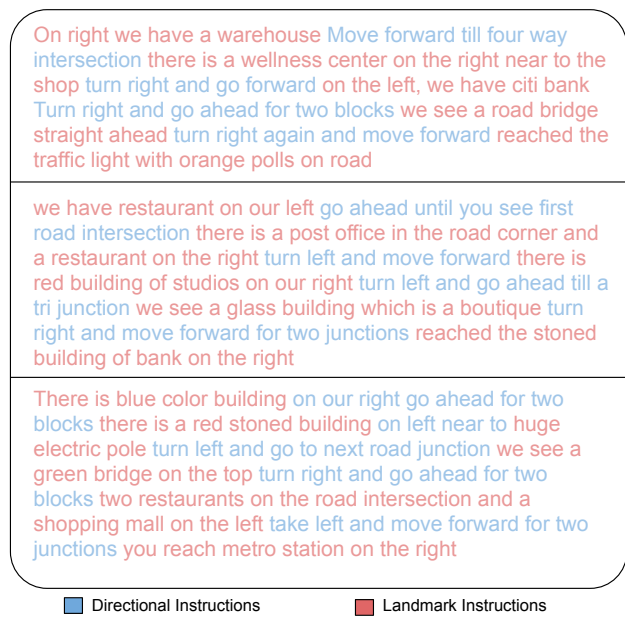 On right we have a warehouse Move forward till four way
intersection there is a wellness center on the right near to the
shop turn right and go forward on the left, we have citi bank
Turn right and go ahead for two blocks we see a road bridge
straight ahead turn right again and move forward reached the
traffic light with orange polls on road
we have restaurant on our left go ahead until you see first
road intersection there is a post office in the road corner and
a restaurant on the right turn left and move forward there is
red building of studios on our right turn left and go ahead till a
tri junction we see a glass building which is a boutique turn
right and move forward for two junctions reached the stoned
building of bank on the right
There is blue color building on our right go ahead for two
blocks there is a red stoned building on left near to huge
electric pole turn left and go to next road junction we see a
green bridge on the top turn right and go ahead for two
blocks two restaurants on the road intersection and a
shopping mall on the left take left and move forward for two
junctions you reach metro station on the right
Directional Instructions Landmark Instructions